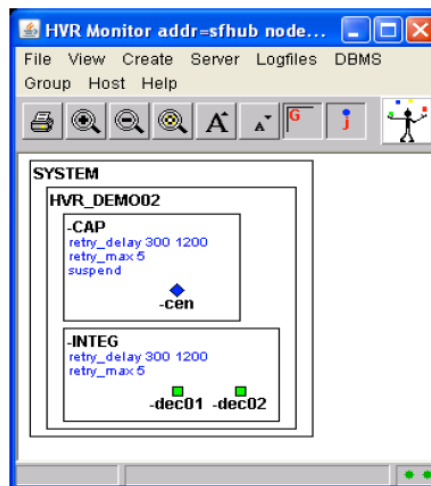 HVR Monitor addr=sfhub node...
File View Create Server Logfiles DBMS
Group Host Help
A A G j
SYSTEM
HVR_DEMO02
-CAP
retry_delay 300 1200
retry_max 5
suspend
-cen
-INTEG
retry_delay 300 1200
retry_max 5
-dec01 -dec02